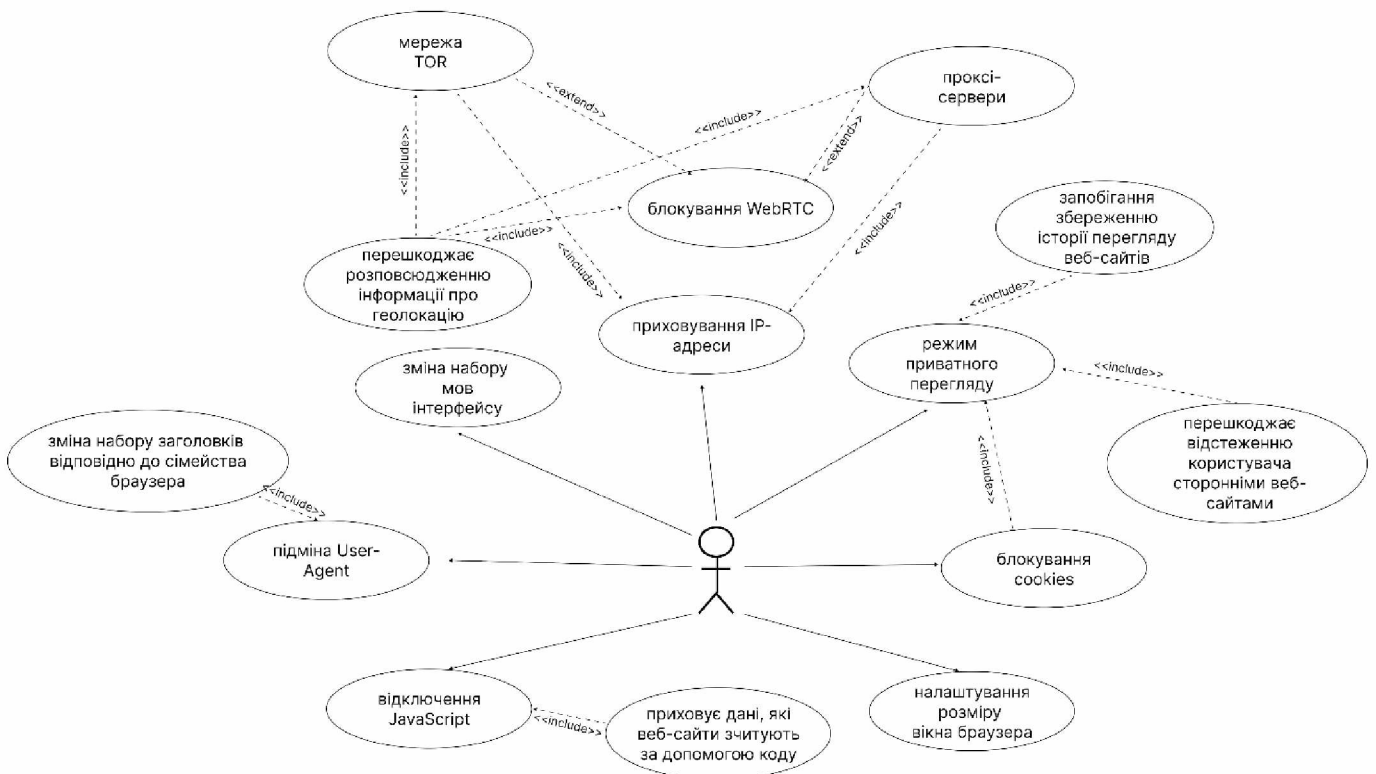 мережа
TOR
проксі-
сервери
<<extend>>
<<include>>
<<extend>>
<<include>>
блокування WebRTC
запобігання
збереженню
історії перегляду
веб-сайтів
<<include>>
<<include>>
<<include>>
перешкоджає
розповсюдженню
інформації про
геолокацію
<<include>>
<<include>>
приховування IP-
адреси
режим
приватного
перегляду
зміна набору
мов
інтерфейсу
<<include>>
зміна набору заголовків
відповідно до сімейства
браузера
перешкоджає
відстеженню
користувача
сторонніми веб-
сайтами
<<include>>
<<include>>
підміна User-
Agent
блокування
cookies
відключення
JavaScript
<<include>>
приховує дані, які
веб-сайти зчитують
за допомогою коду
налаштування
розміру
вікна браузера